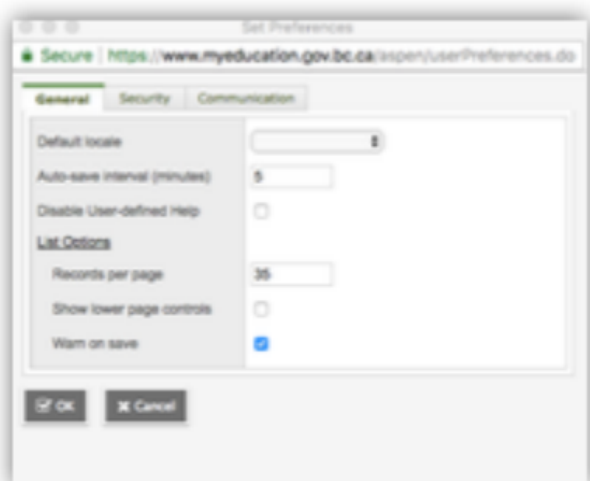 Set Preferences
Secure | https://www.myeducation.gov.bc.ca/aspen/userPreferences.do
General Security Communication
Default locale
Auto-save interval (minutes) 5
Disable User-defined Help
List Options
Records per page 35
Show lower page controls
Warn on save
OK Cancel